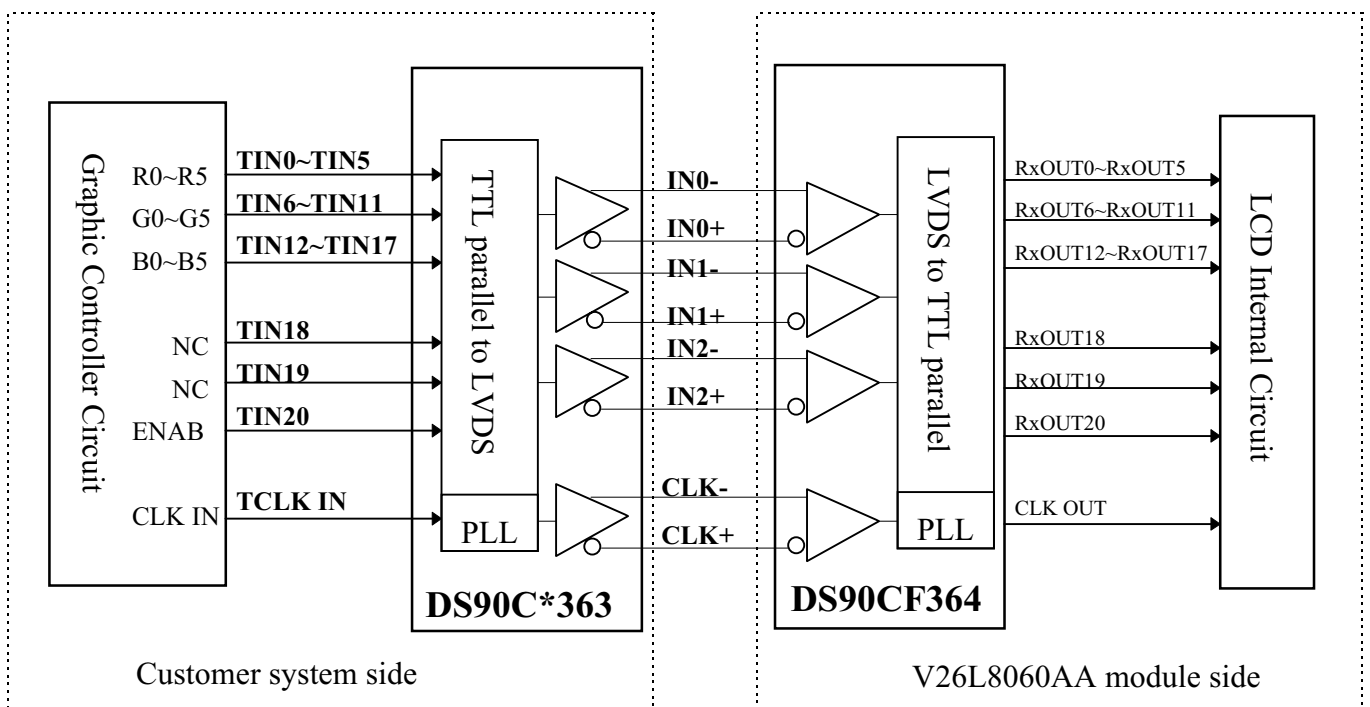 Graphic Controller Circuit
R0~R5
G0~G5
B0~B5
NC
NC
ENAB
CLK IN
TIN0~TIN5
TIN6~TIN11
TIN12~TIN17
TIN18
TIN19
TIN20
TCLK IN
TTL parallel to LVDS
PLL
DS90C*363
IN0-
IN0+
IN1-
IN1+
IN2-
IN2+
CLK-
CLK+
LVDS to TTL parallel
PLL
DS90CF364
RxOUT0~RxOUT5
RxOUT6~RxOUT11
RxOUT12~RxOUT17
RxOUT18
RxOUT19
RxOUT20
CLK OUT
LCD Internal Circuit
Customer system side
V26L8060AA module side